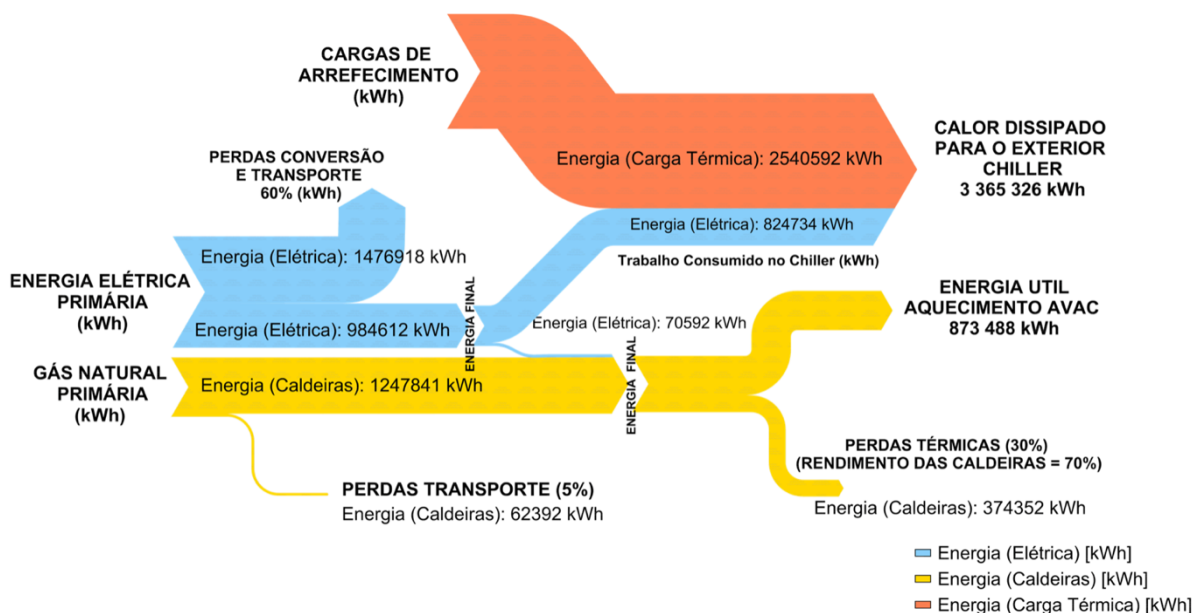 CARGAS DE
ARREFECIMENTO
(kWh)
Energia (Carga Térmica): 2540592 kWh
CALOR DISSIPADO
PARA O EXTERIOR
CHILLER
3 365 326 kWh
PERDAS CONVERSÃO
E TRANSPORTE
60% (kWh)
Energia (Elétrica): 824734 kWh
Trabalho Consumido no Chiller (kWh)
Energia (Elétrica): 1476918 kWh
ENERGIA ELÉTRICA
PRIMÁRIA
(kWh)
Energia (Elétrica): 984612 kWh
ENERGIA FINAL
Energia (Elétrica): 70592 kWh
ENERGIA UTIL
AQUECIMENTO AVAC
873 488 kWh
GÁS NATURAL
PRIMÁRIA
(kWh)
Energia (Caldeiras): 1247841 kWh
ENERGIA FINAL
PERDAS TÉRMICAS (30%)
(RENDIMENTO DAS CALDEIRAS = 70%)
Energia (Caldeiras): 374352 kWh
PERDAS TRANSPORTE (5%)
Energia (Caldeiras): 62392 kWh
Energia (Elétrica) [kWh]
Energia (Caldeiras) [kWh]
Energia (Carga Térmica) [kWh]